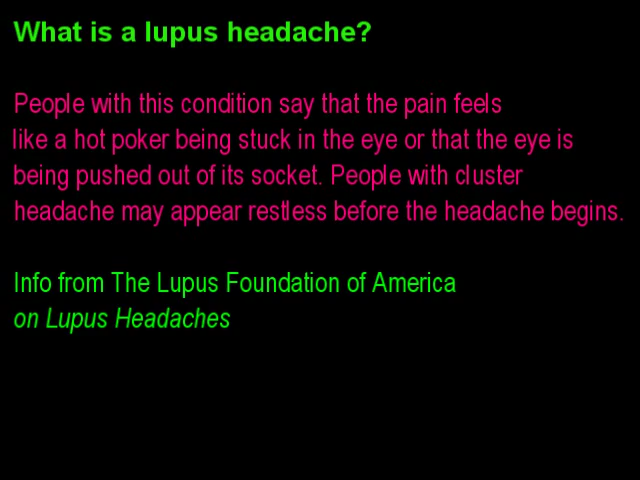 What is a lupus headache?
People with this condition say that the pain feels
like a hot poker being stuck in the eye or that the eye is
being pushed out of its socket. People with cluster
headache may appear restless before the headache begins.
Info from The Lupus Foundation of America
on Lupus Headaches